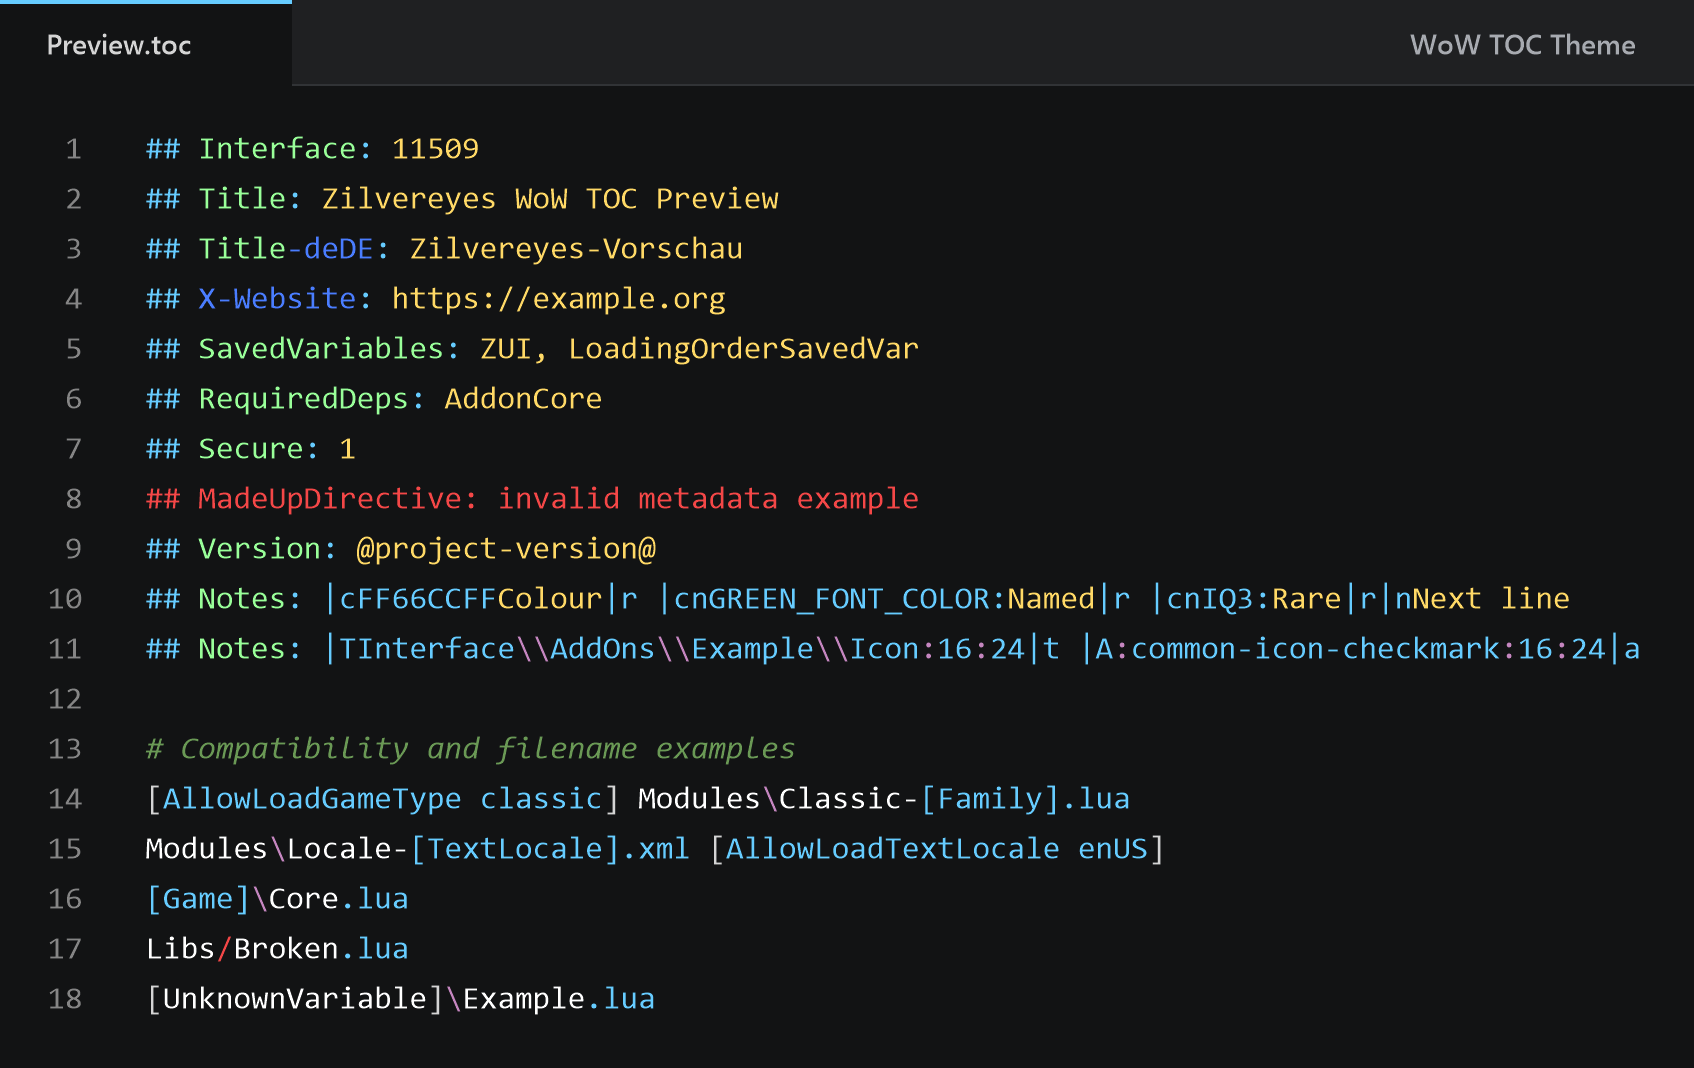 Preview.toc
WoW TOC Theme
1 ## Interface: 11509
2 ## Title: Zilvereyes WoW TOC Preview
3 ## Title-deDE: Zilvereyes-Vorschau
4 ## X-Website: https://example.org
5 ## SavedVariables: ZUI, LoadingOrderSavedVar
6 ## RequiredDeps: AddonCore
7 ## Secure: 1
8 ## MadeUpDirective: invalid metadata example
9 ## Version: @project-version@
10 ## Notes: |cFF66CCFFColour|r |cnGREEN_FONT_COLOR:Named|r |cnIQ3:Rare|r|nNext line
11 ## Notes: |TInterface\\AddOns\\Example\\Icon:16:24|t |A:common-icon-checkmark:16:24|a
12
13 # Compatibility and filename examples
14 [AllowLoadGameType classic] Modules\Classic-[Family].lua
15 Modules\Locale-[TextLocale].xml [AllowLoadTextLocale enUS]
16 [Game]\Core.lua
17 Libs/Broken.lua
18 [UnknownVariable]\Example.lua